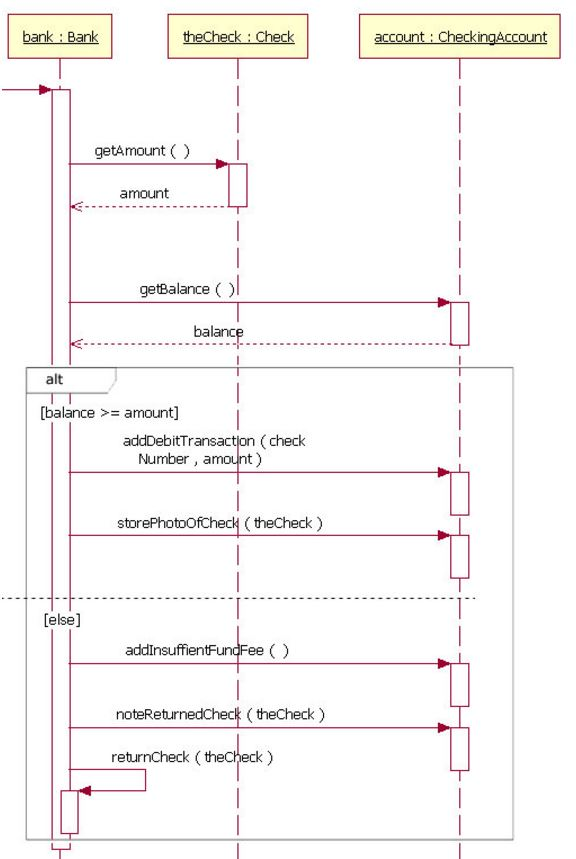 bank : Bank
theCheck : Check
account : CheckingAccount
getAmount ( )
amount
getBalance ( )
balance
alt
[balance >= amount]
addDebitTransaction ( check
Number , amount )
storePhotoOfCheck ( theCheck )
[else]
addInsuffientFundFee ( )
noteReturnedCheck ( theCheck )
returnCheck ( theCheck )